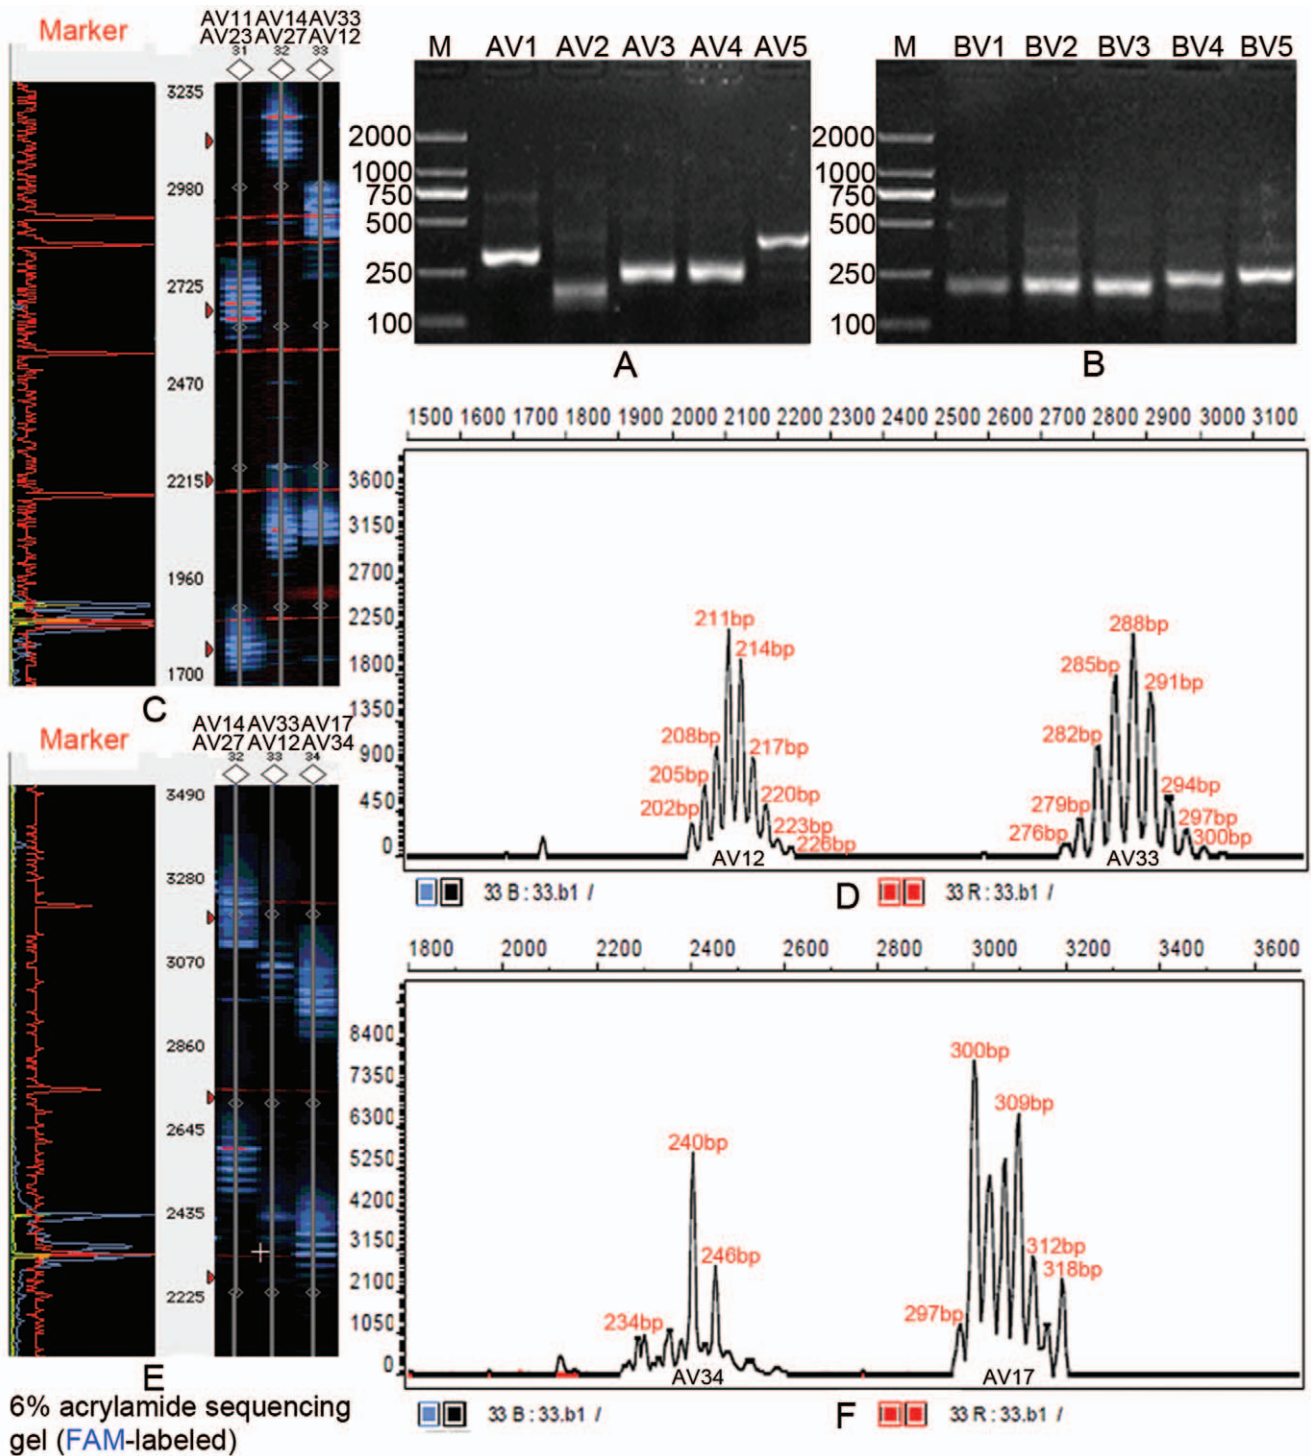 Marker
AV11 AV14 AV33
AV23 AV27 AV12
31 32 33
3235
2980
2725
2470
2215
1960
1700
C
M AV1 AV2 AV3 AV4 AV5
2000
1000
750
500
250
100
A
M BV1 BV2 BV3 BV4 BV5
2000
1000
750
500
250
100
B
1500 1600 1700 1800 1900 2000 2100 2200 2300 2400 2500 2600 2700 2800 2900 3000 3100
3600
3150
2700
2250
1800
1350
900
450
0
202bp
205bp
208bp
211bp
214bp
217bp
220bp
223bp
226bp
AV12
276bp
279bp
282bp
285bp
288bp
291bp
294bp
297bp
300bp
AV33
33 B : 33.b1 /
D
33 R : 33.b1 /
Marker
AV14 AV33 AV17
AV27 AV12 AV34
32 33 34
3490
3280
3070
2860
2645
2435
2225
E
6% acrylamide sequencing
gel (FAM-labeled)
1800 2000 2200 2400 2600 2800 3000 3200 3400 3600
8400
7350
6300
5250
4200
3150
2100
1050
0
234bp
240bp
246bp
AV34
297bp
300bp
309bp
312bp
318bp
AV17
33 B : 33.b1 /
F
33 R : 33.b1 /